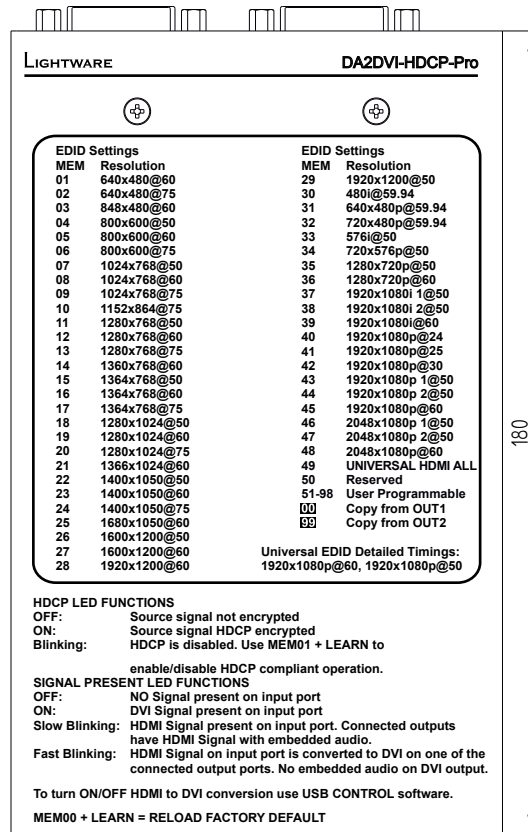 LIGHTWARE
DA2DVI-HDCP-Pro
EDID Settings
MEM Resolution
01 640x480@60
02 640x480@75
03 848x480@60
04 800x600@50
05 800x600@60
06 800x600@75
07 1024x768@50
08 1024x768@60
09 1024x768@75
10 1152x864@75
11 1280x768@50
12 1280x768@60
13 1280x768@75
14 1360x768@60
15 1364x768@50
16 1364x768@60
17 1364x768@75
18 1280x1024@50
19 1280x1024@60
20 1280x1024@75
21 1366x1024@60
22 1400x1050@50
23 1400x1050@60
24 1400x1050@75
25 1680x1050@60
26 1600x1200@50
27 1600x1200@60
28 1920x1200@60
EDID Settings
MEM Resolution
29 1920x1200@50
30 480i@59.94
31 640x480p@59.94
32 720x480p@59.94
33 576i@50
34 720x576p@50
35 1280x720p@50
36 1280x720p@60
37 1920x1080i 1@50
38 1920x1080i 2@50
39 1920x1080i@60
40 1920x1080p@24
41 1920x1080p@25
42 1920x1080p@30
43 1920x1080p 1@50
44 1920x1080p 2@50
45 1920x1080p@60
46 2048x1080p 1@50
47 2048x1080p 2@50
48 2048x1080p@60
49 UNIVERSAL HDMI ALL
50 Reserved
51-98 User Programmable
00 Copy from OUT1
99 Copy from OUT2
Universal EDID Detailed Timings:
1920x1080p@60, 1920x1080p@50
180
HDCP LED FUNCTIONS
OFF: Source signal not encrypted
ON: Source signal HDCP encrypted
Blinking: HDCP is disabled. Use MEM01 + LEARN to
enable/disable HDCP compliant operation.
SIGNAL PRESENT LED FUNCTIONS
OFF: NO Signal present on input port
ON: DVI Signal present on input port
Slow Blinking: HDMI Signal present on input port. Connected outputs
have HDMI Signal with embedded audio.
Fast Blinking: HDMI Signal on input port is converted to DVI on one of the
connected output ports. No embedded audio on DVI output.
To turn ON/OFF HDMI to DVI conversion use USB CONTROL software.
MEM00 + LEARN = RELOAD FACTORY DEFAULT